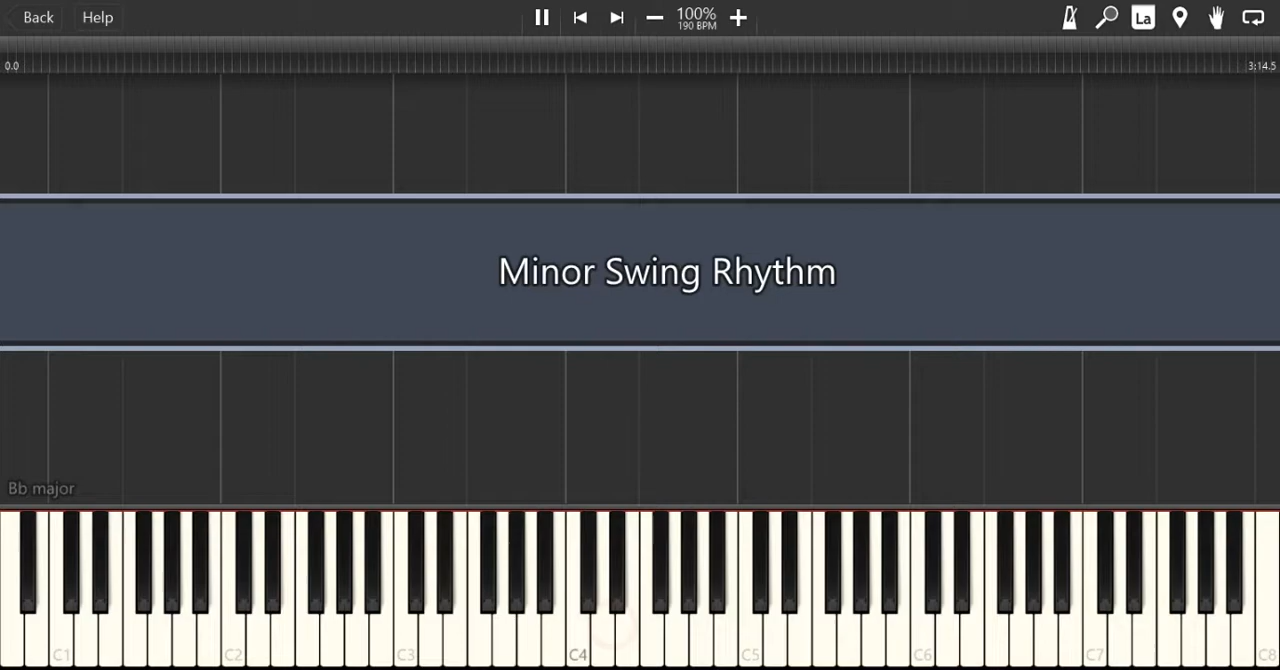 Back Help 100% La
190 BPM
0.0 3:14.5
Minor Swing Rhythm
Bb major
C1 C2 C3 C4 C5 C6 C7 C8